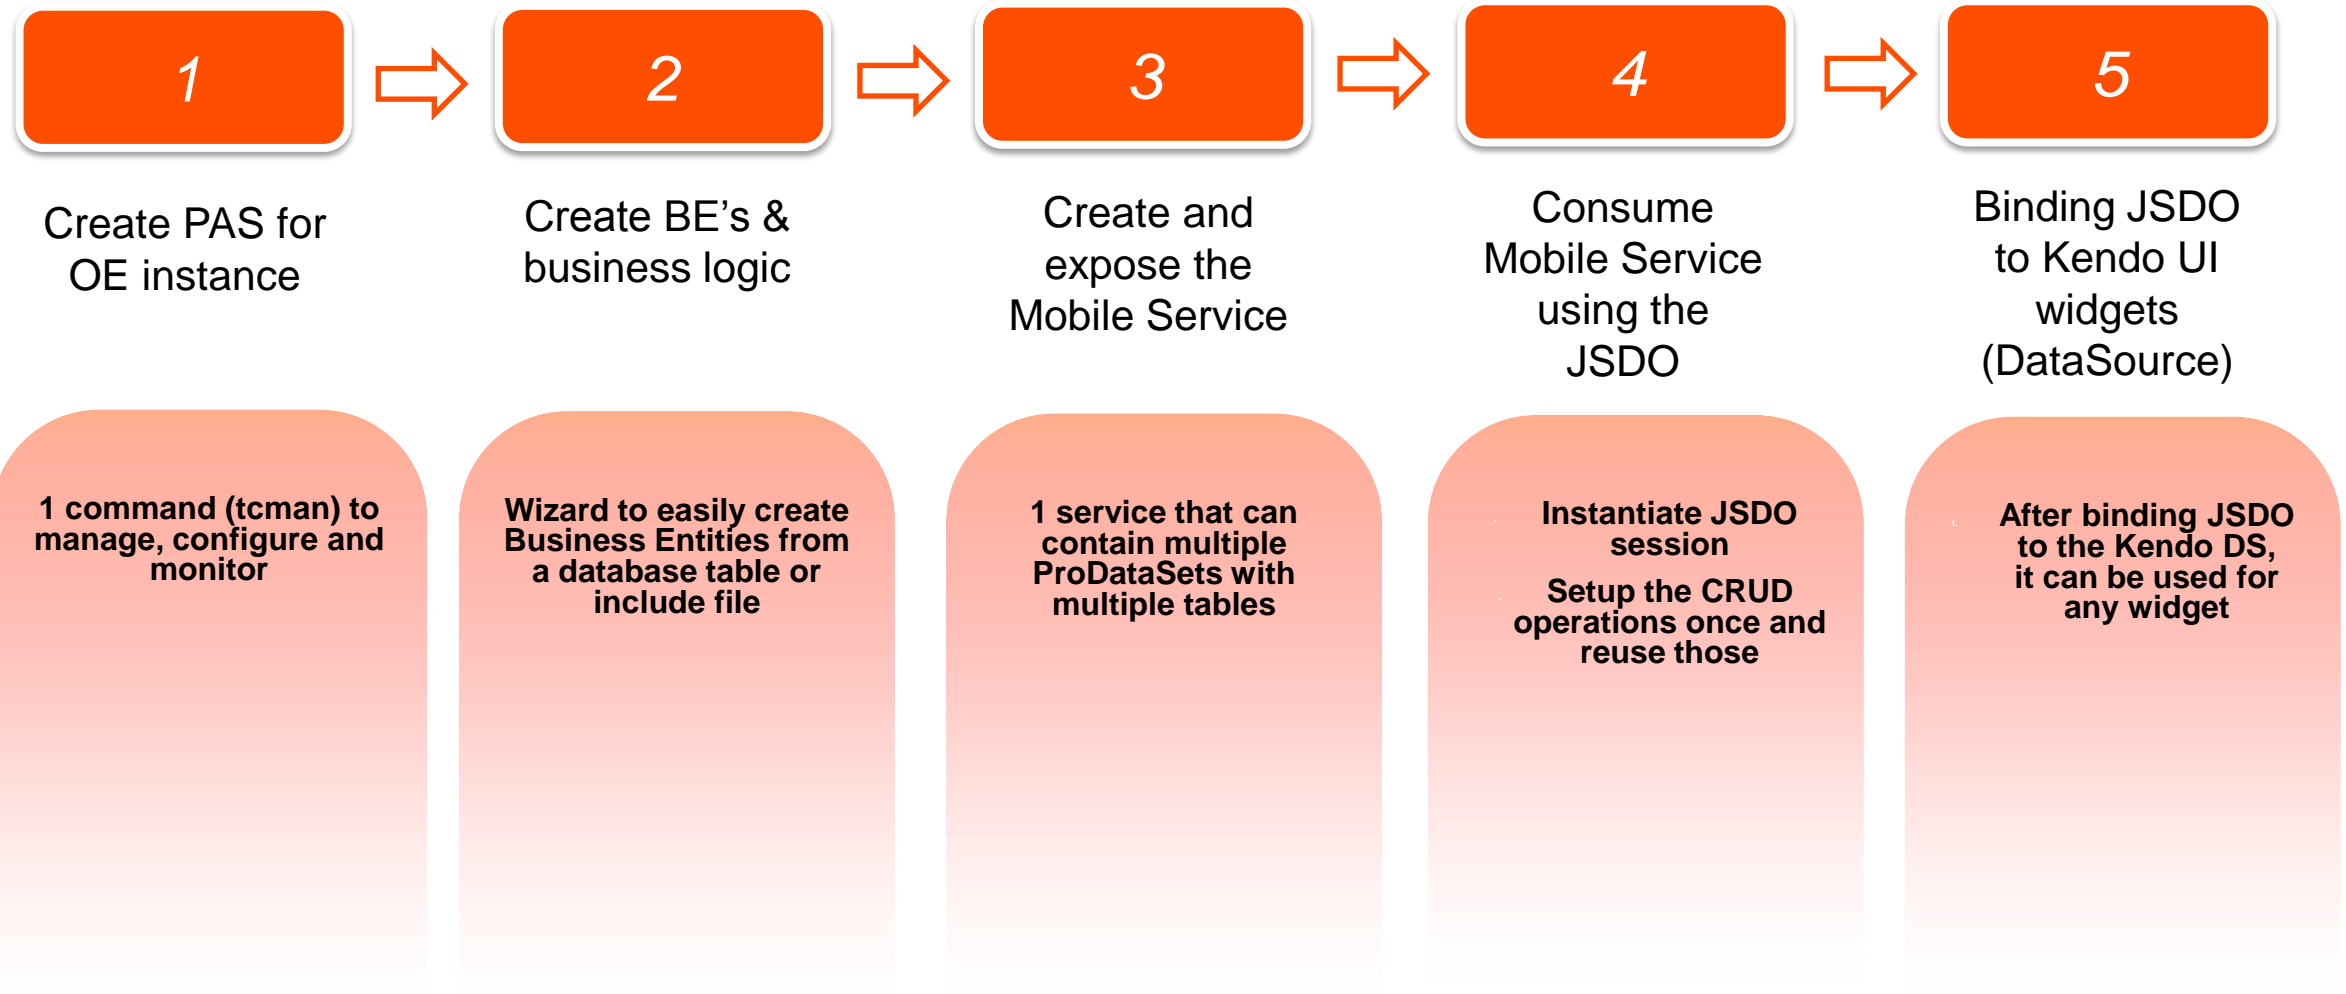 1
2
3
4
5
Create PAS for
OE instance
Create BE’s &
business logic
Create and
expose the
Mobile Service
Consume
Mobile Service
using the
JSDO
Binding JSDO
to Kendo UI
widgets
(DataSource)
1 command (tcman) to
manage, configure and
monitor
Wizard to easily create
Business Entities from
a database table or
include file
1 service that can
contain multiple
ProDataSets with
multiple tables
Instantiate JSDO
session
Setup the CRUD
operations once and
reuse those
After binding JSDO
to the Kendo DS,
it can be used for
any widget